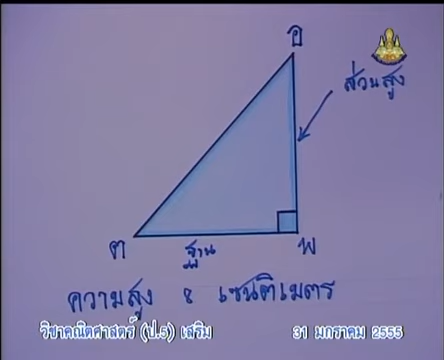 อ
ส่วนสูง
ต
ฐาน
พ
ความสูง ๔ เซนติเมตร
วิชาคณิตศาสตร์ (ป.5) เสริม
31 มกราคม 2555